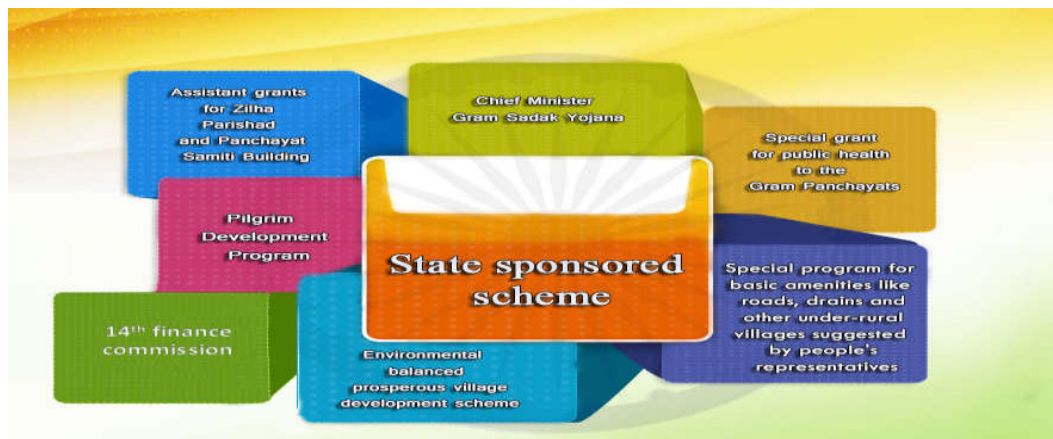 Assistant grants
for Zilha
Parishad
and Panchayat
Samiti Building
Chief Minister
Gram Sadak Yojana
Special grant
for public health
to the
Gram Panchayats
Pilgrim
Development
Program
State sponsored
scheme
Special program for
basic amenities like
roads, drains and
other under-rural
villages suggested
by people's
representatives
14th finance
commission
Environmental
balanced
prosperous village
development scheme